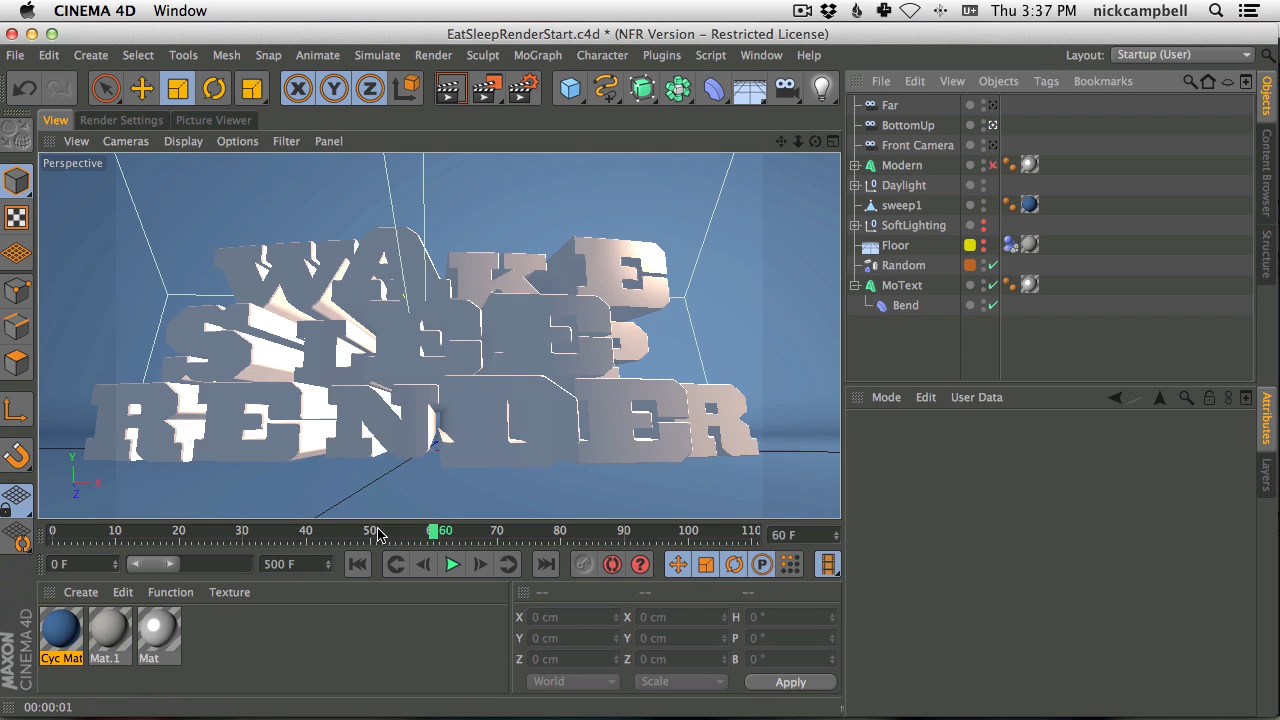 CINEMA 4D Window Thu 3:37 PM nickcampbell
EatSleepRenderStart.c4d * (NFR Version - Restricted License)
File Edit Create Select Tools Mesh Snap Animate Simulate Render Sculpt MoGraph Character Plugins Script Window Help Layout: Startup (User)
X Y Z
File Edit View Objects Tags Bookmarks
View Render Settings Picture Viewer
View Cameras Display Options Filter Panel
Perspective
Far
BottomUp
Front Camera
Modern
Daylight
sweep1
SoftLighting
Floor
Random
MoText
Bend
Objects
Content Browser
Structure
WAKE
SLEEP
RENDER
Y
X
Z
Mode Edit User Data
Attributes
Layers
0 10 20 30 40 50 60 70 80 90 100 110 60 F
0 F 500 F P
Create Edit Function Texture
-- -- --
X 0 cm X 0 cm H 0 °
Y 0 cm Y 0 cm P 0 °
Z 0 cm Z 0 cm B 0 °
World Scale Apply
Cyc Mat Mat.1 Mat
MAXON
CINEMA 4D
00:00:01